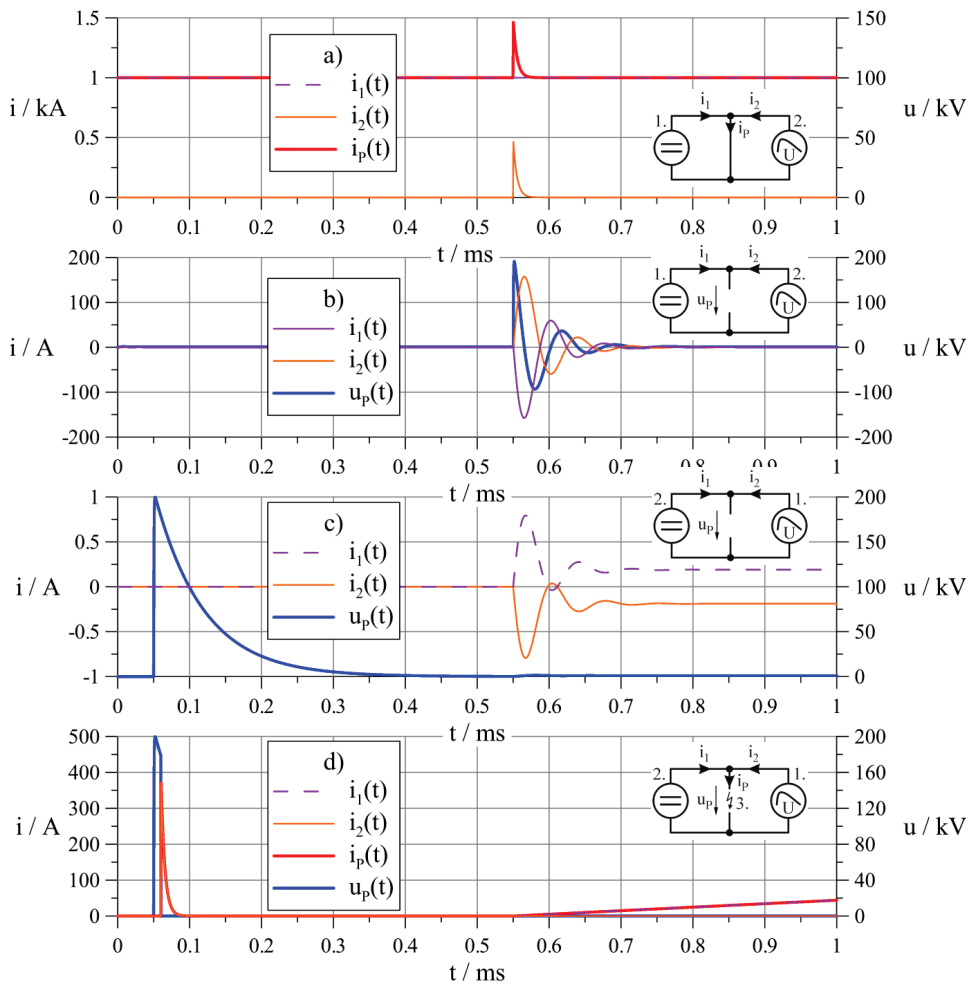 1.5 150
a)
i₁(t)
i₂(t)
iₚ(t)
i / kA 1 100 u / kV
i₁ i₂
1. iₚ 2.
U
0.5 50
0 0
0 0.1 0.2 0.3 0.4 0.5 0.6 0.7 0.8 0.9 1
t / ms
200 200
b)
i₁(t)
i₂(t)
uₚ(t)
i₁ i₂
1. uₚ 2.
U
100 150
i / A 0 100 u / kV
-100 50
-200 0
0 0.1 0.2 0.3 0.4 0.5 0.6 0.7 0.8 0.9 1
t / ms
1 200
c)
i₁(t)
i₂(t)
uₚ(t)
i₁ i₂
2. uₚ 1.
U
0.5 150
i / A 0 100 u / kV
-0.5 50
-1 0
0 0.1 0.2 0.3 0.4 0.5 0.6 0.7 0.8 0.9 1
t / ms
500 200
d)
i₁(t)
i₂(t)
iₚ(t)
uₚ(t)
i₁ i₂
2. iₚ 1.
uₚ 3.
U
400 160
300 120
i / A u / kV
200 80
100 40
0 0
0 0.1 0.2 0.3 0.4 0.5 0.6 0.7 0.8 0.9 1
t / ms